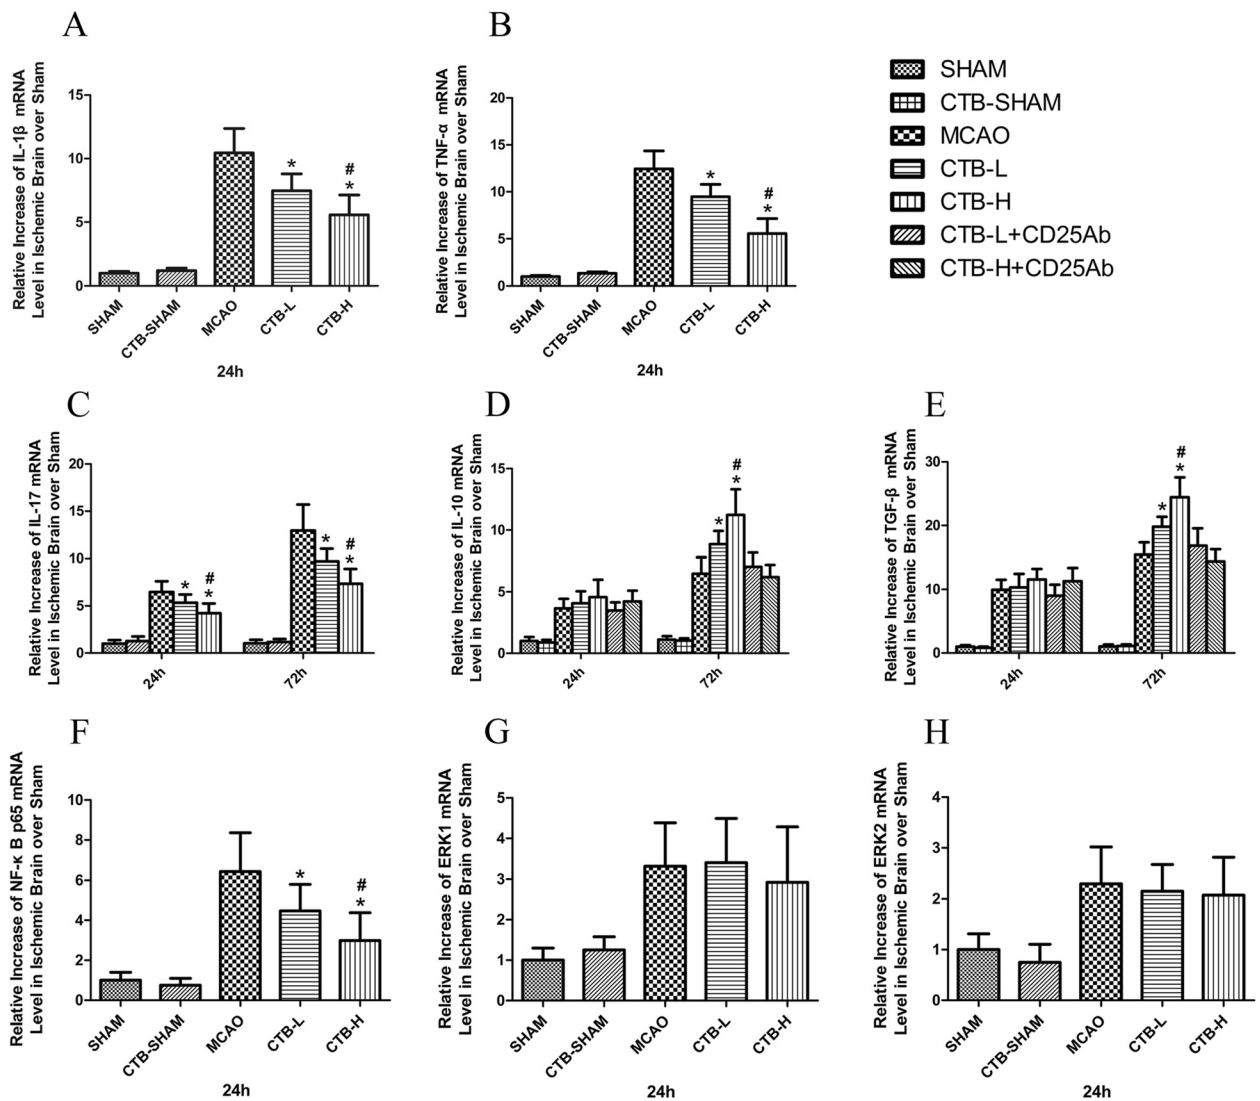 A
Relative Increase of IL-1β mRNA
Level in Ischemic Brain over Sham
15
10
5
0
*
#
*
SHAM
CTB-SHAM
MCAO
CTB-L
CTB-H
24h
B
Relative Increase of TNF-α mRNA
Level in Ischemic Brain over Sham
20
15
10
5
0
*
#
*
SHAM
CTB-SHAM
MCAO
CTB-L
CTB-H
24h
SHAM
CTB-SHAM
MCAO
CTB-L
CTB-H
CTB-L+CD25Ab
CTB-H+CD25Ab
C
Relative Increase of IL-17 mRNA
Level in Ischemic Brain over Sham
20
15
10
5
0
*
#
*
*
#
*
24h
72h
D
Relative Increase of IL-10 mRNA
Level in Ischemic Brain over Sham
15
10
5
0
*
#
*
24h
72h
E
Relative Increase of TGF-β mRNA
Level in Ischemic Brain over Sham
30
20
10
0
*
#
*
24h
72h
F
Relative Increase of NF-κ B p65 mRNA
Level in Ischemic Brain over Sham
10
8
6
4
2
0
*
#
*
SHAM
CTB-SHAM
MCAO
CTB-L
CTB-H
24h
G
Relative Increase of ERK1 mRNA
Level in Ischemic Brain over Sham
5
4
3
2
1
0
SHAM
CTB-SHAM
MCAO
CTB-L
CTB-H
24h
H
Relative Increase of ERK2 mRNA
Level in Ischemic Brain over Sham
4
3
2
1
0
SHAM
CTB-SHAM
MCAO
CTB-L
CTB-H
24h